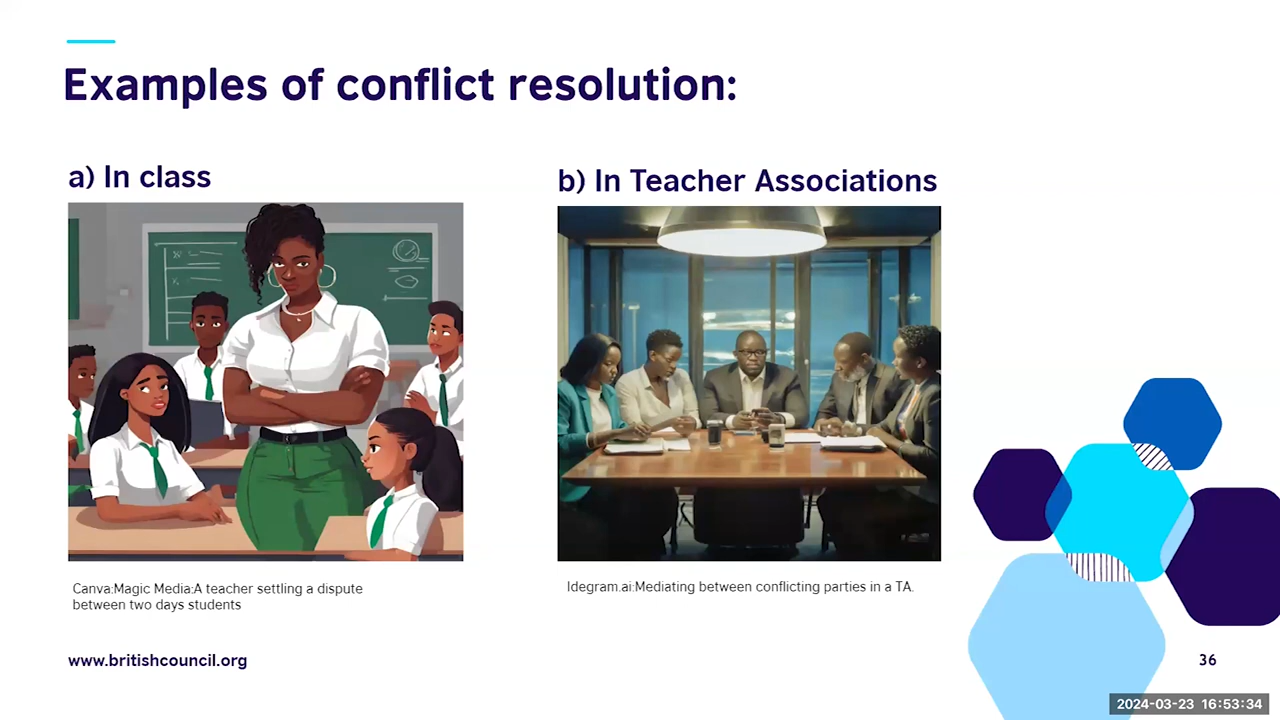 Examples of conflict resolution:
a) In class
b) In Teacher Associations
Canva:Magic Media:A teacher settling a dispute
between two days students
Idegram.ai:Mediating between conflicting parties in a TA.
www.britishcouncil.org
36
2024-03-23 16:53:34